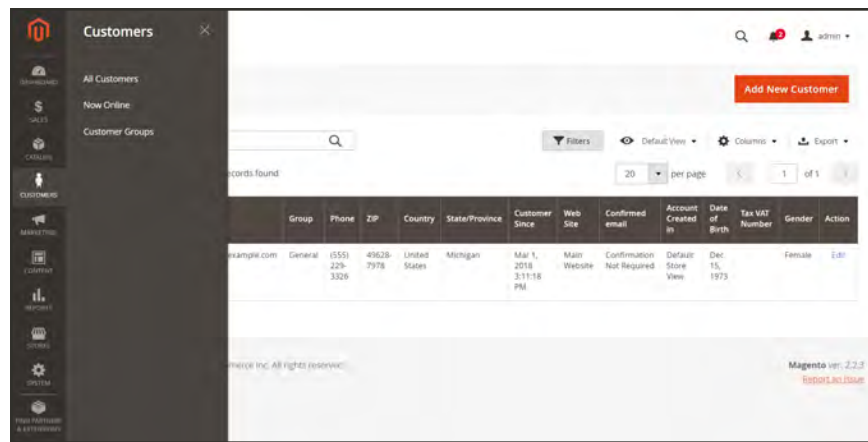 Customers
2
admin
DASHBOARD
All Customers
Add New Customer
$
SALES
Now Online
Customer Groups
CATALOG
Filters
Default View
Columns
Export
ecords found
20
per page
1
of 1
CUSTOMERS
Group Phone ZIP Country State/Province Customer Since Web Site Confirmed email Account Created in Date of Birth Tax VAT Number Gender Action
MARKETING
example.com General (555) 229-3326 49628-7978 United States Michigan Mar 1, 2018 3:11:18 PM Main Website Confirmation Not Required Default Store View Dec 15, 1973 Female Edit
CONTENT
REPORTS
STORES
merce Inc. All rights reserved.
Magento ver. 2.2.3
Report an Issue
SYSTEM
FIND PARTNERS
& EXTENSIONS